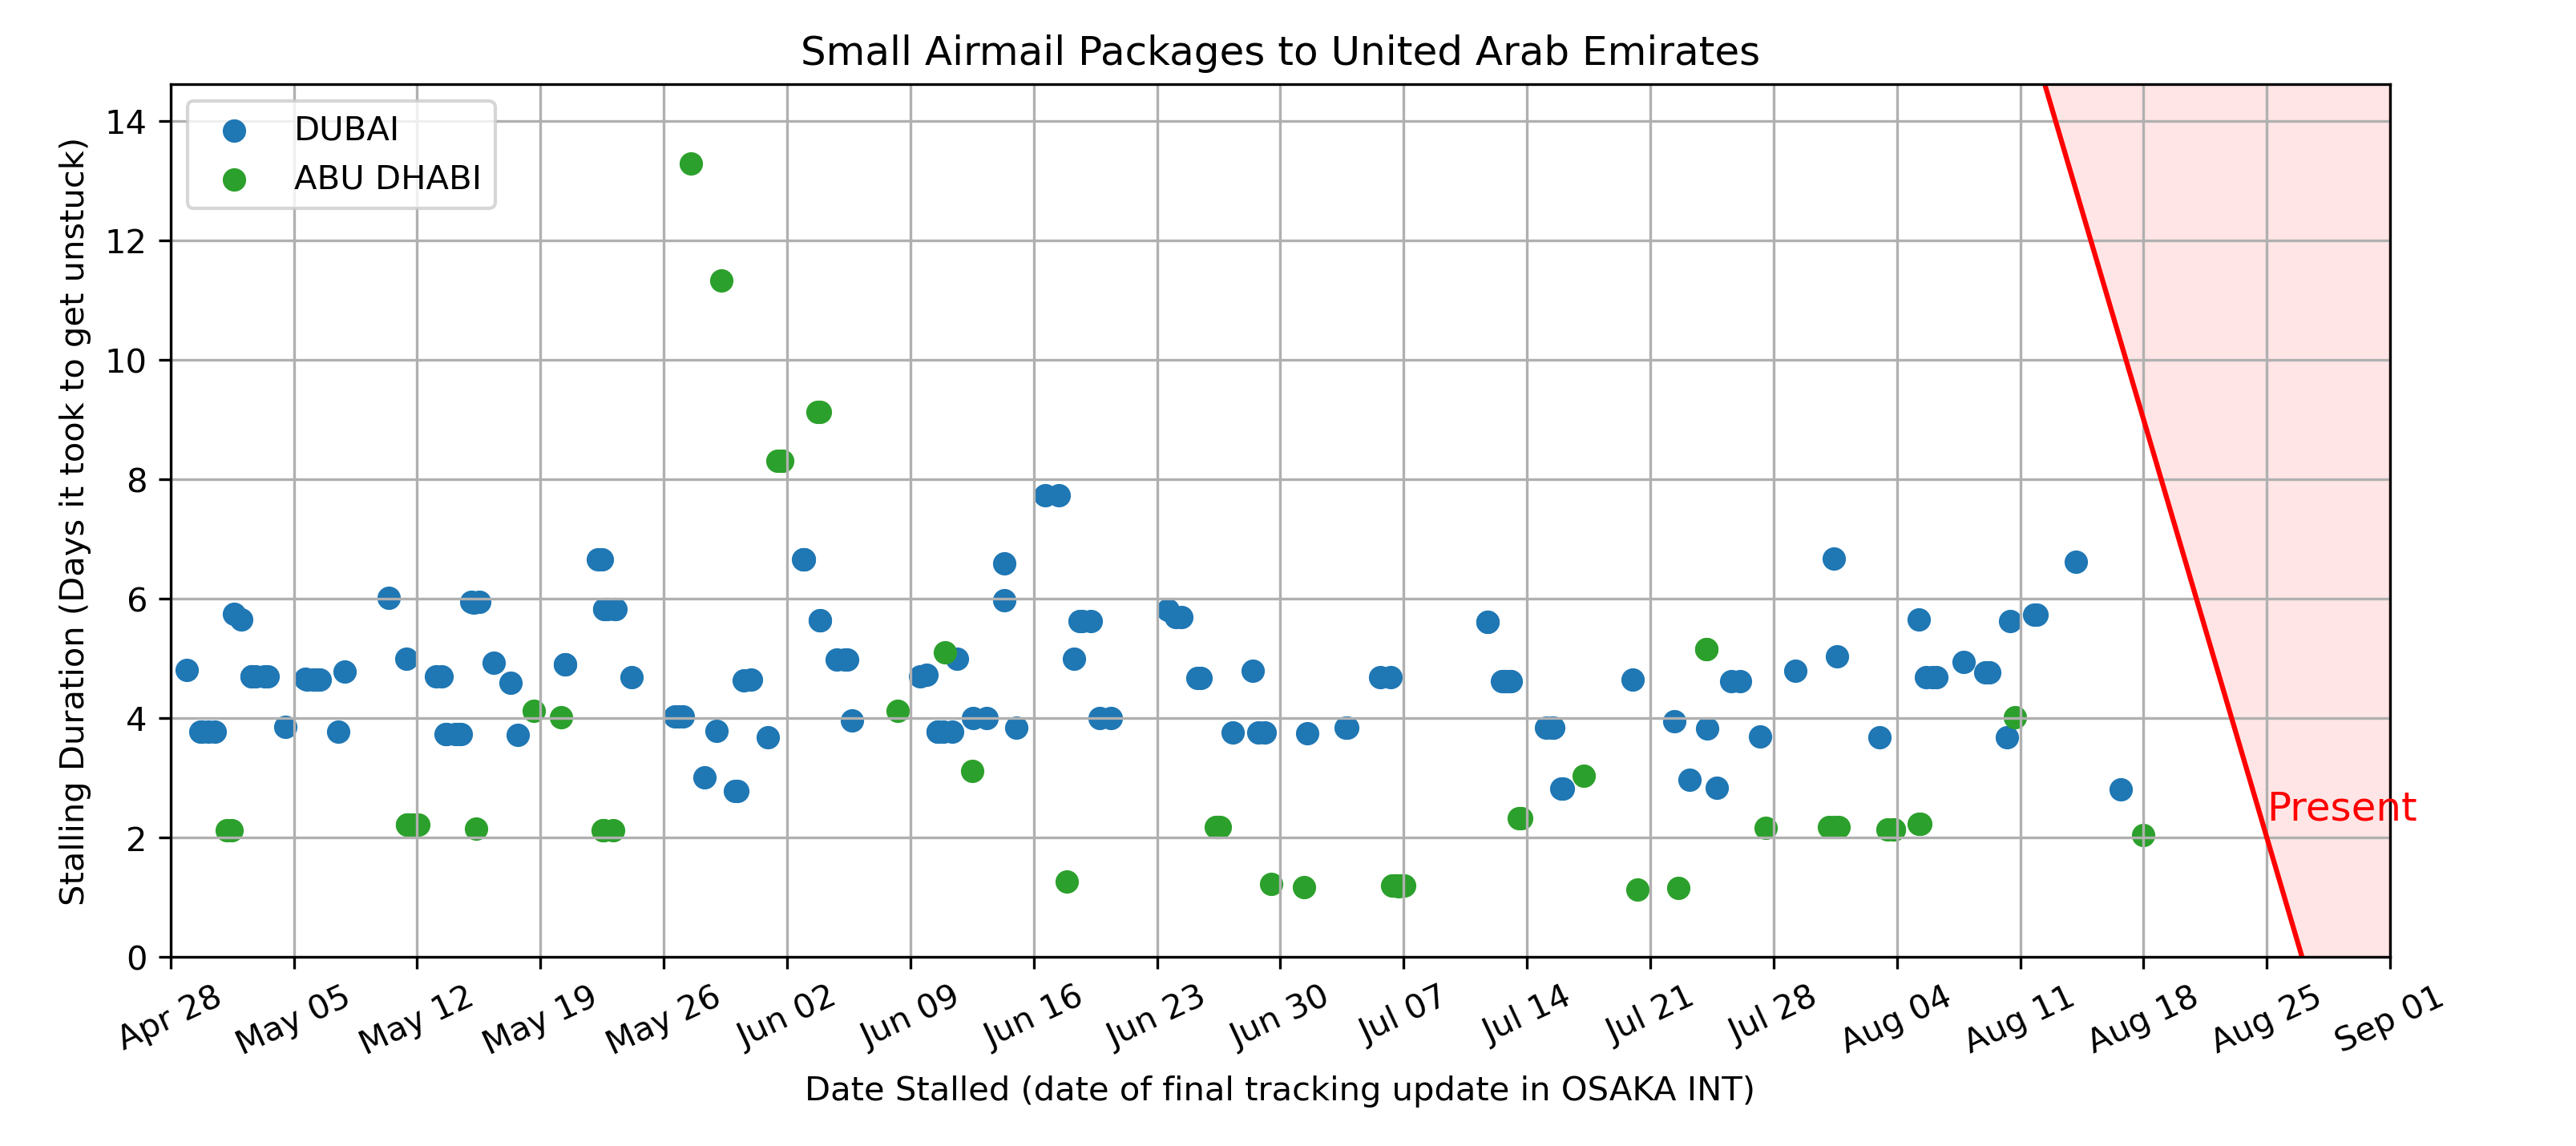 Small Airmail Packages to United Arab Emirates
DUBAI
ABU DHABI
Stalling Duration (Days it took to get unstuck)
14
12
10
8
6
4
2
0
Present
Apr 28
May 05
May 12
May 19
May 26
Jun 02
Jun 09
Jun 16
Jun 23
Jun 30
Jul 07
Jul 14
Jul 21
Jul 28
Aug 04
Aug 11
Aug 18
Aug 25
Sep 01
Date Stalled (date of final tracking update in OSAKA INT)